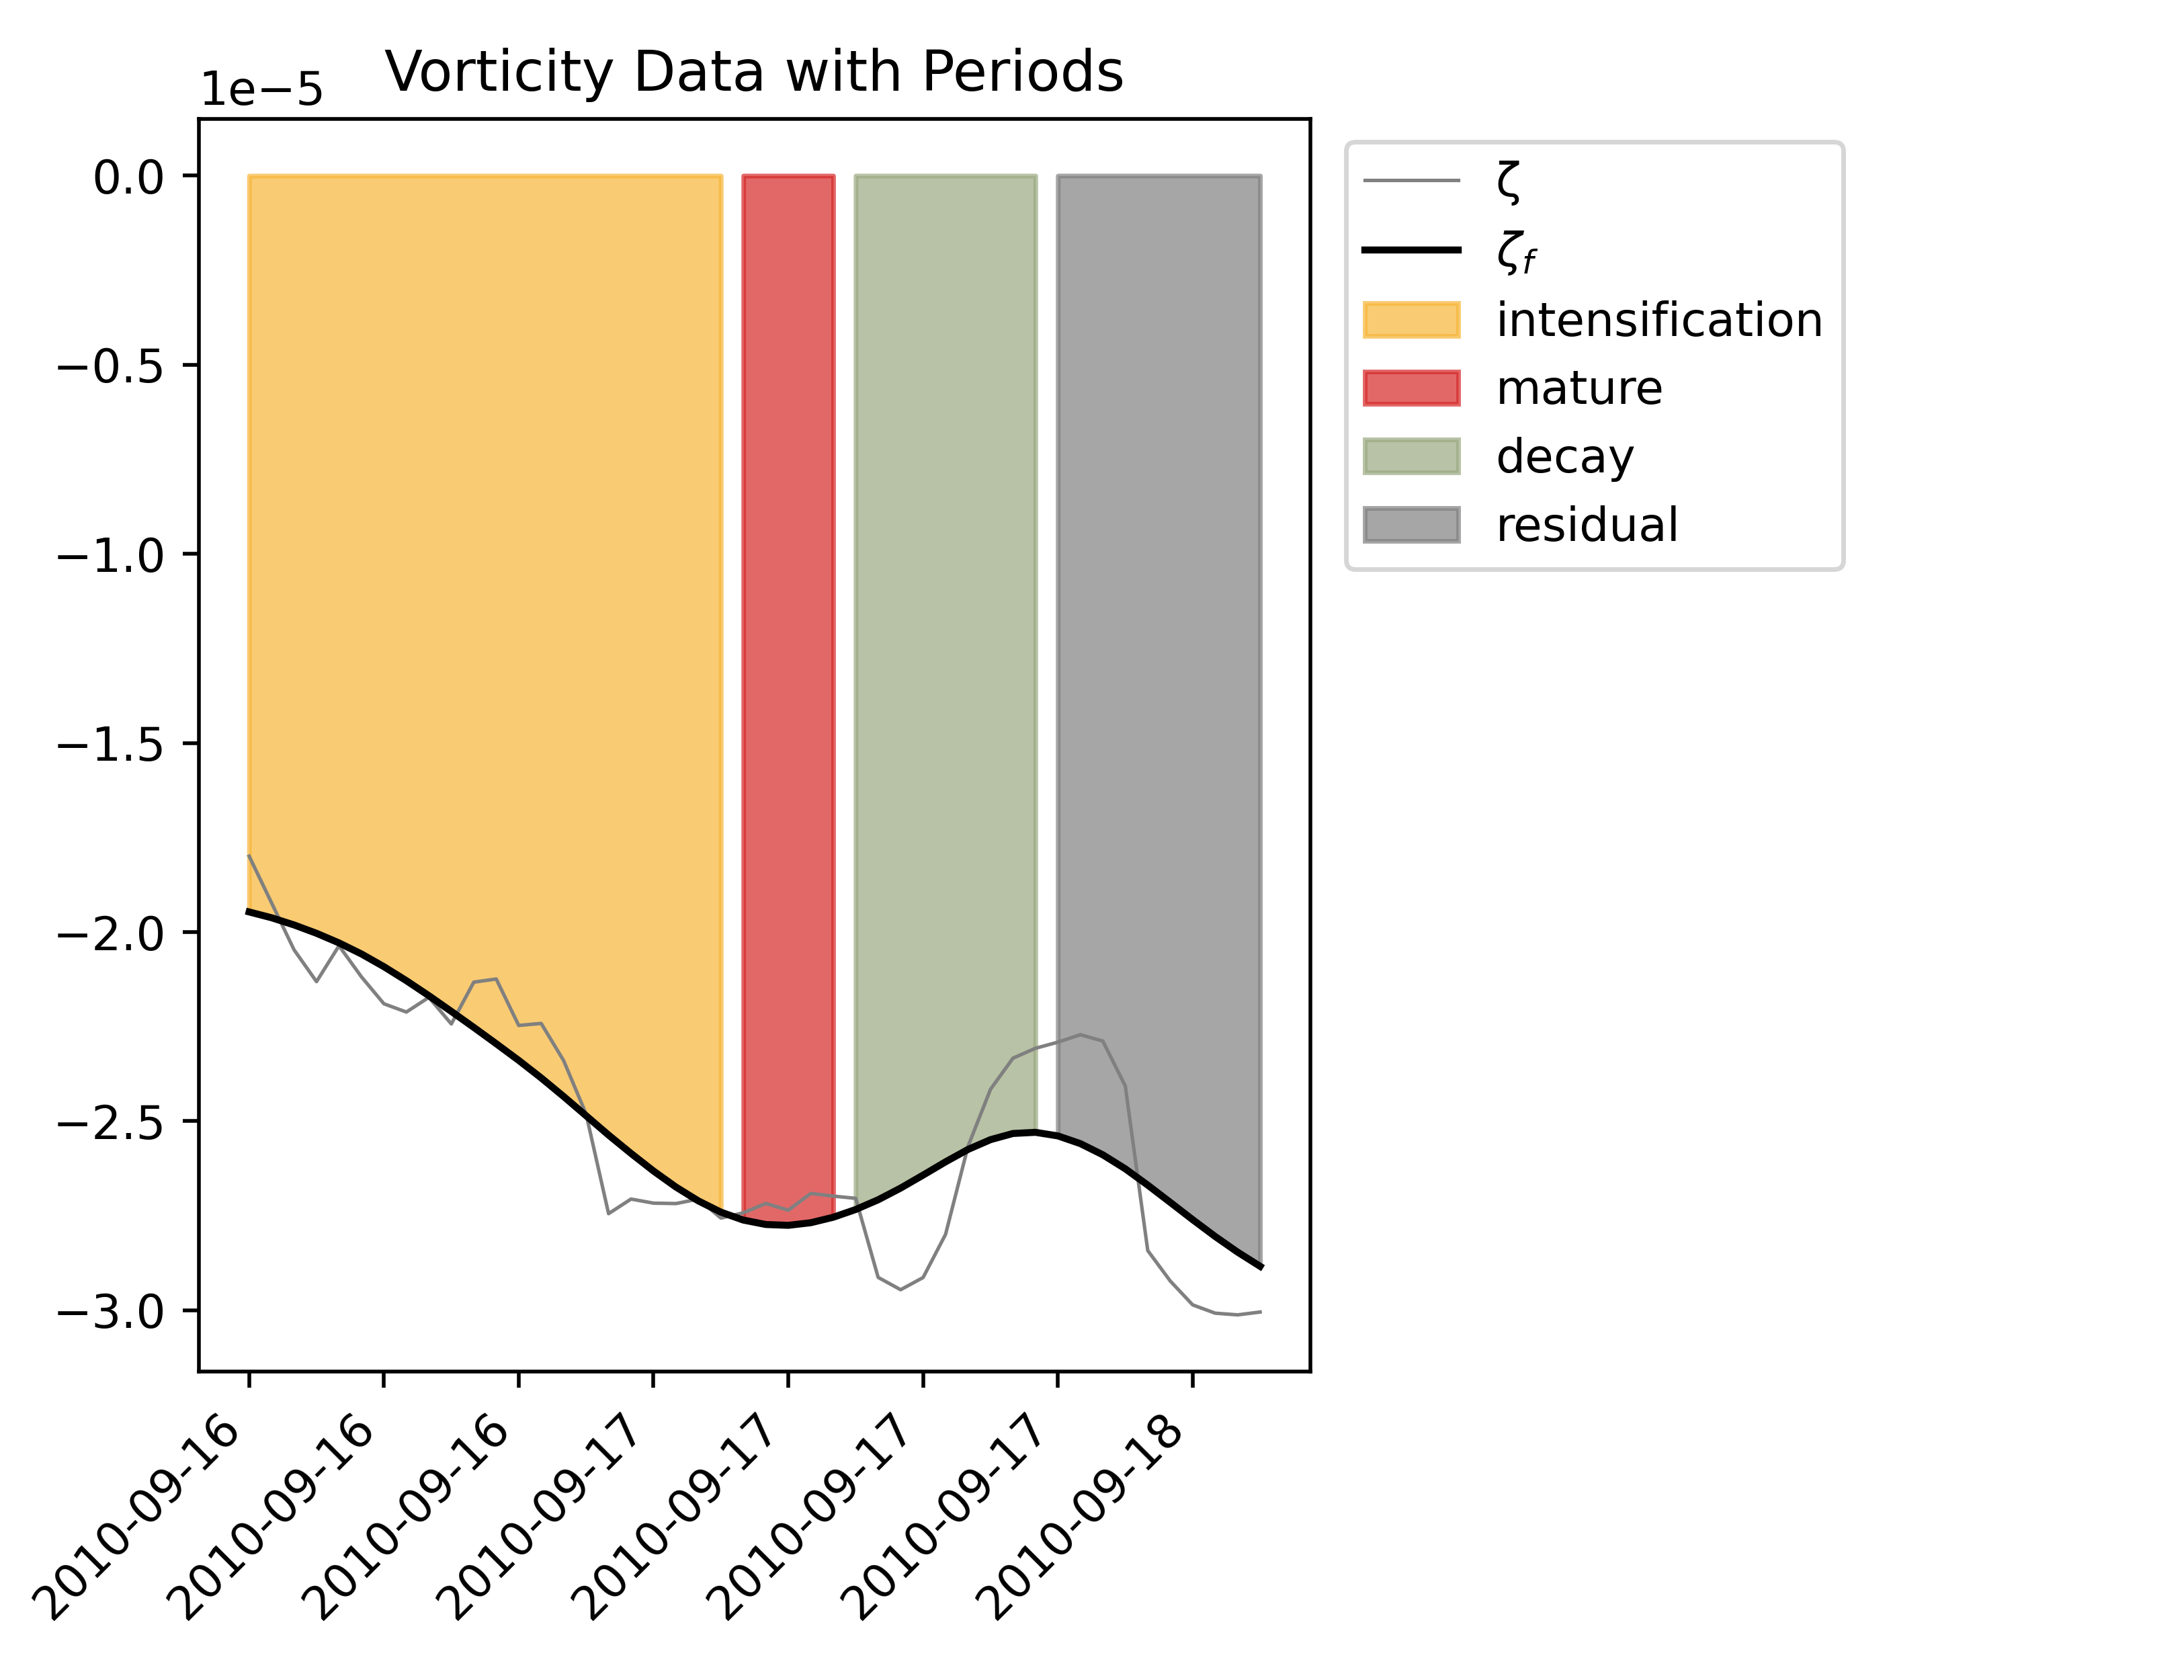 Vorticity Data with Periods
1e−5
0.0
−0.5
−1.0
−1.5
−2.0
−2.5
−3.0
2010-09-16
2010-09-16
2010-09-16
2010-09-17
2010-09-17
2010-09-17
2010-09-17
2010-09-18
ζ
ζf
intensification
mature
decay
residual